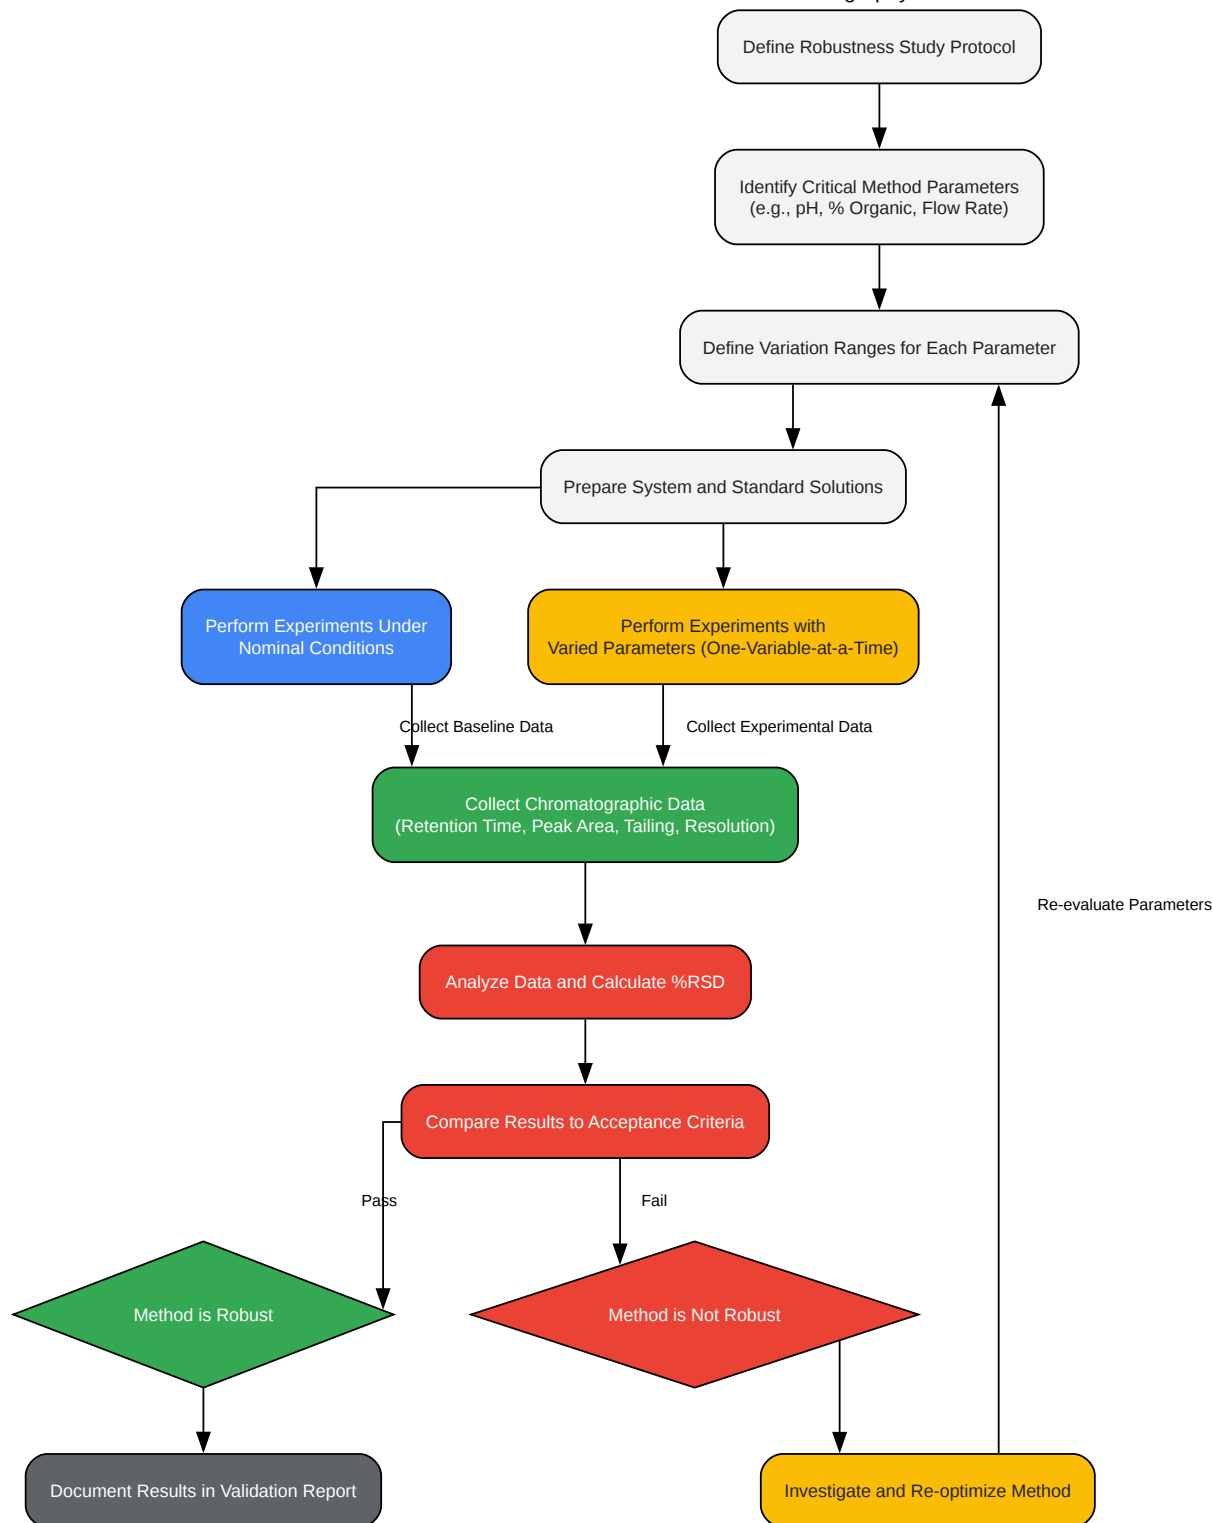 Define Robustness Study Protocol
Identify Critical Method Parameters
(e.g., pH, % Organic, Flow Rate)
Define Variation Ranges for Each Parameter
Prepare System and Standard Solutions
Perform Experiments Under
Nominal Conditions
Perform Experiments with
Varied Parameters (One-Variable-at-a-Time)
Collect Baseline Data
Collect Experimental Data
Collect Chromatographic Data
(Retention Time, Peak Area, Tailing, Resolution)
Re-evaluate Parameters
Analyze Data and Calculate %RSD
Compare Results to Acceptance Criteria
Pass
Fail
Method is Robust
Method is Not Robust
Document Results in Validation Report
Investigate and Re-optimize Method